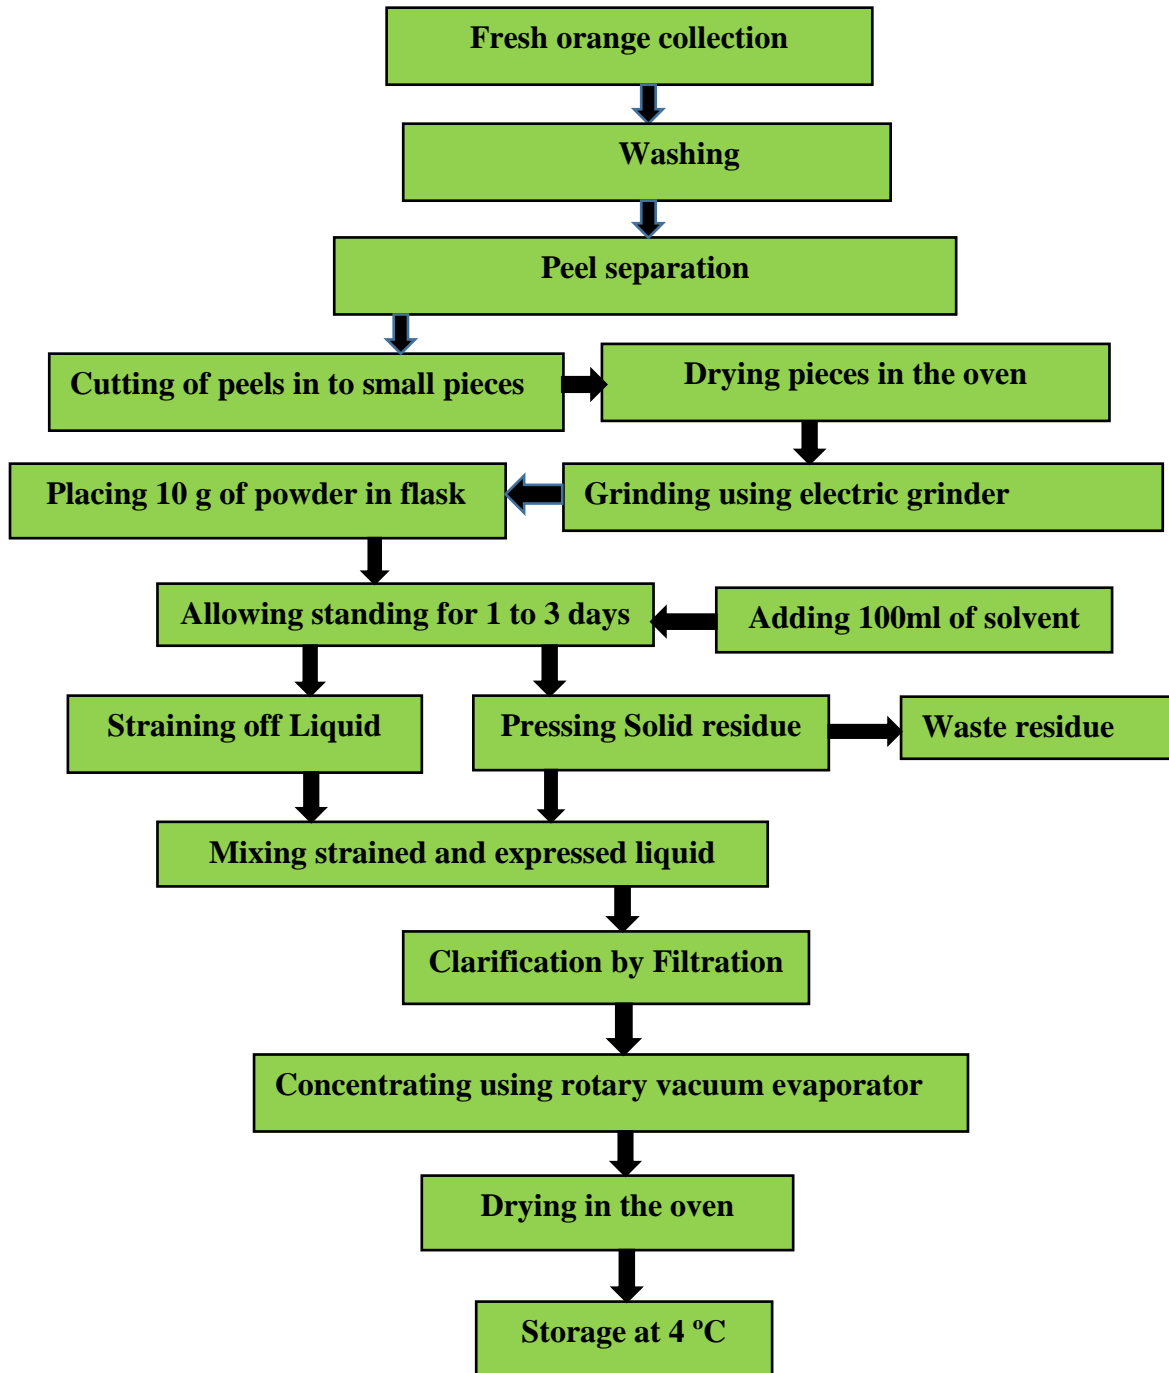 Fresh orange collection
Washing
Peel separation
Cutting of peels in to small pieces
Drying pieces in the oven
Placing 10 g of powder in flask
Grinding using electric grinder
Allowing standing for 1 to 3 days
Adding 100ml of solvent
Straining off Liquid
Pressing Solid residue
Waste residue
Mixing strained and expressed liquid
Clarification by Filtration
Concentrating using rotary vacuum evaporator
Drying in the oven
Storage at 4 ºC